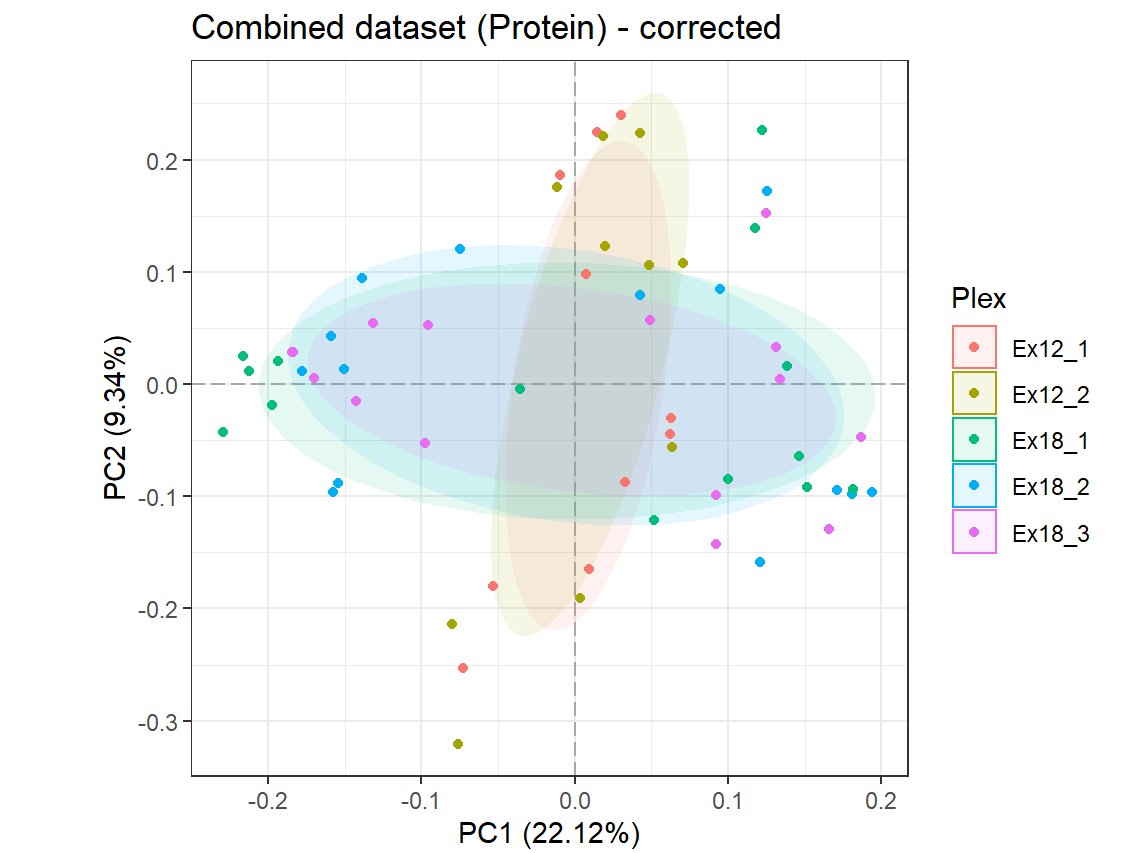 Combined dataset (Protein) - corrected
PC2 (9.34%)
0.2
0.1
0.0
-0.1
-0.2
-0.3
-0.2
-0.1
0.0
0.1
0.2
PC1 (22.12%)
Plex
Ex12_1
Ex12_2
Ex18_1
Ex18_2
Ex18_3